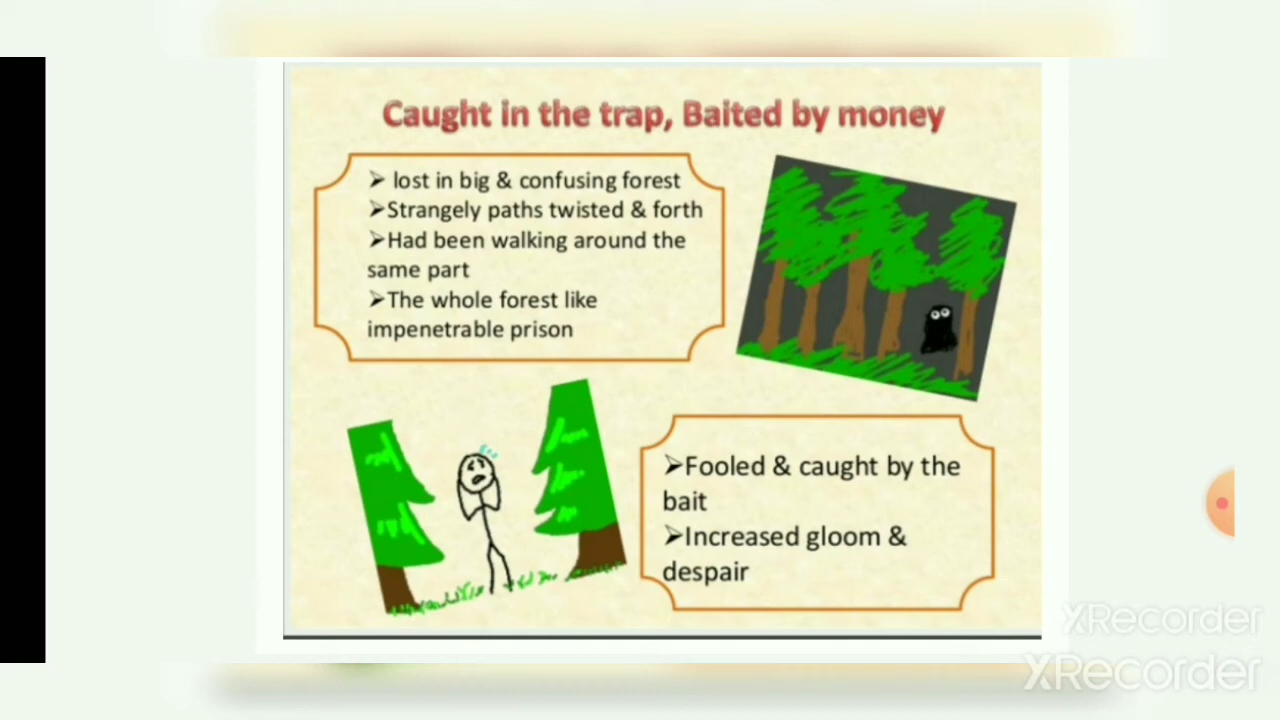 Caught in the trap, Baited by money
➢ lost in big & confusing forest
➢Strangely paths twisted & forth
➢Had been walking around the
same part
➢The whole forest like
impenetrable prison
➢Fooled & caught by the
bait
➢Increased gloom &
despair
XRecorder
XRecorder